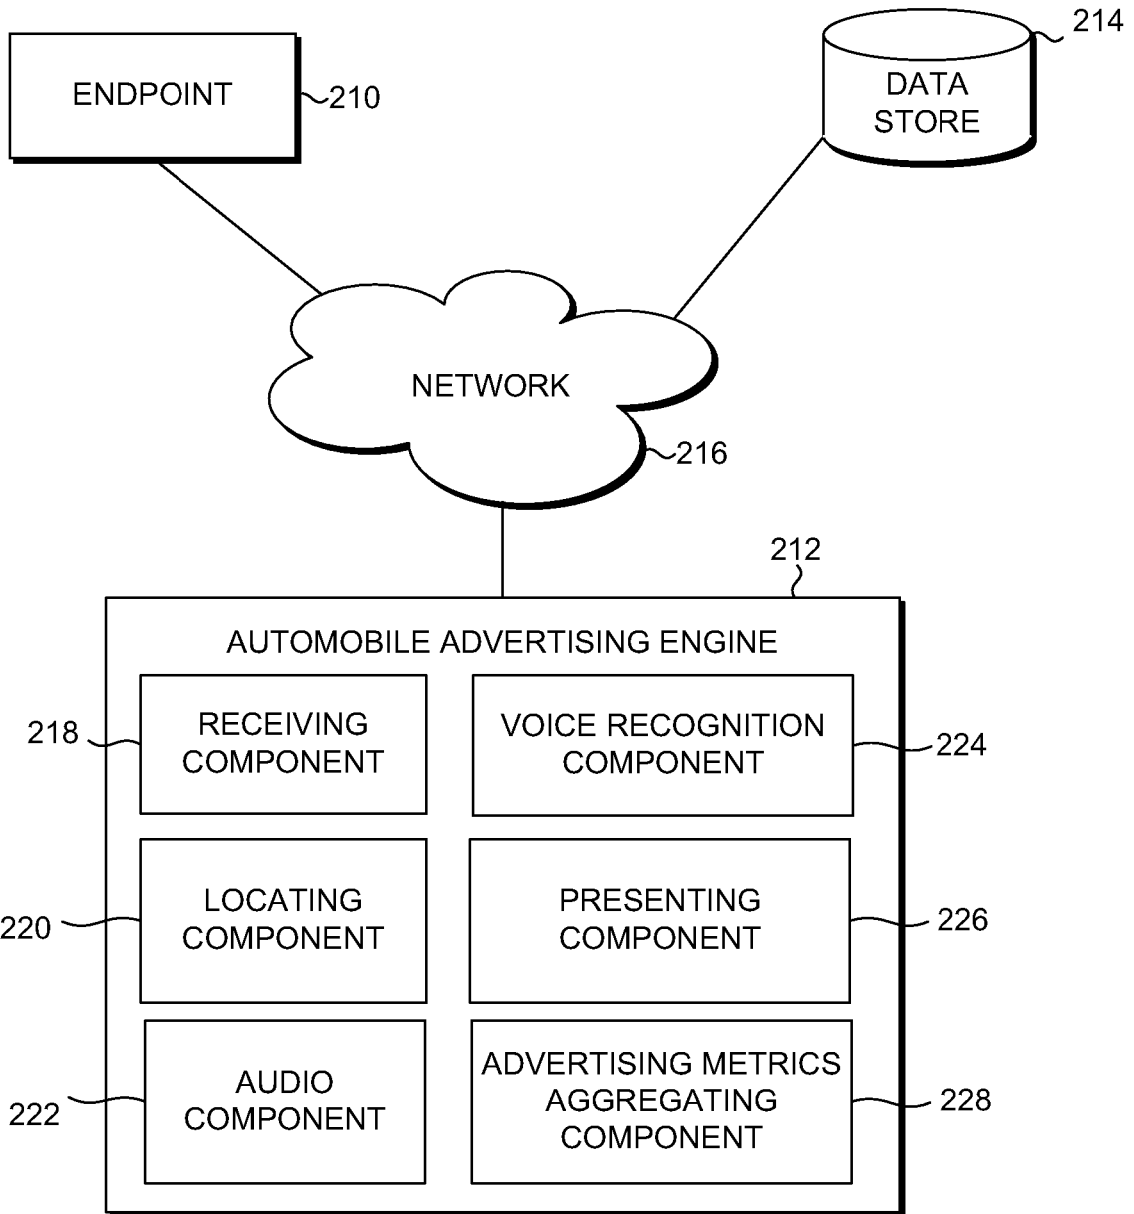 214
ENDPOINT
210
DATA
STORE
NETWORK
216
212
AUTOMOBILE ADVERTISING ENGINE
218
RECEIVING
COMPONENT
VOICE RECOGNITION
COMPONENT
224
220
LOCATING
COMPONENT
PRESENTING
COMPONENT
226
222
AUDIO
COMPONENT
ADVERTISING METRICS
AGGREGATING
COMPONENT
228